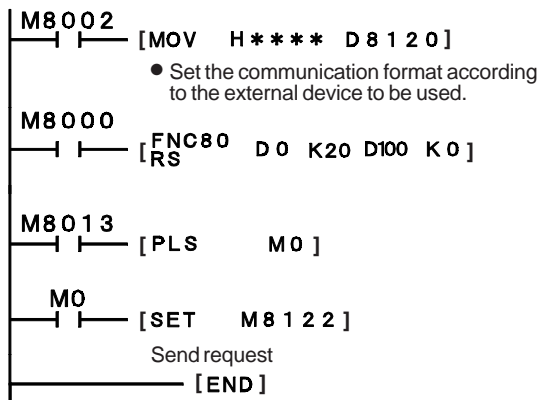 M8002
[MOV H**** D8120]
● Set the communication format according
to the external device to be used.
M8000
[FNC80
RS D0 K20 D100 K0]
M8013
[PLS M0]
M0
[SET M8122]
Send request
[END]